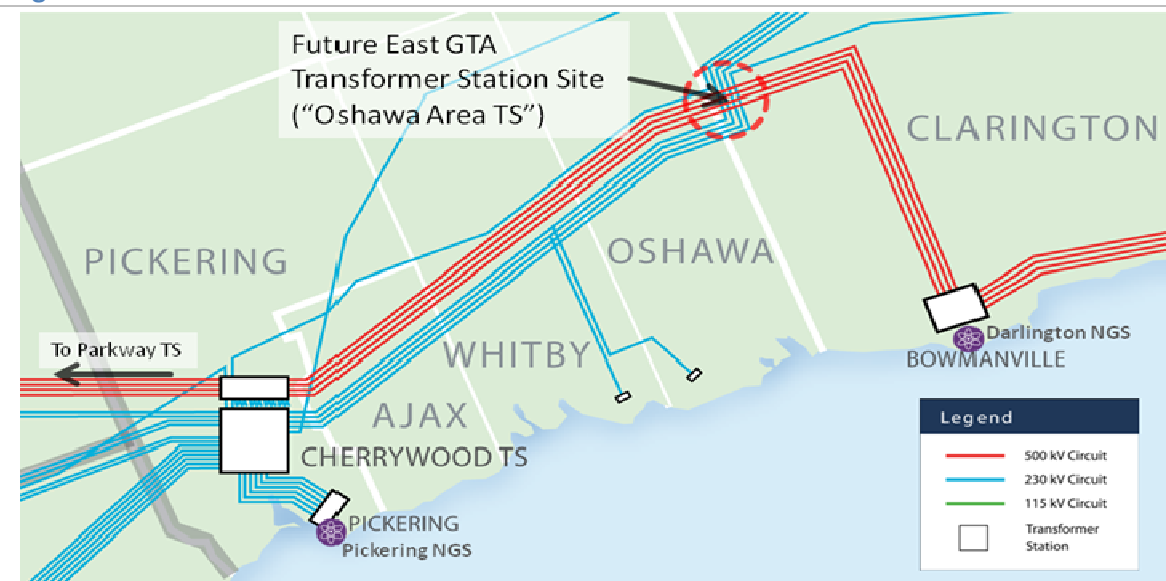 Future East GTA
Transformer Station Site
(“Oshawa Area TS”)
CLARINGTON
PICKERING
OSHAWA
To Parkway TS
WHITBY
Darlington NGS
BOWMANVILLE
AJAX
CHERRYWOOD TS
PICKERING
Pickering NGS
Legend
500 kV Circuit
230 kV Circuit
115 kV Circuit
Transformer
Station